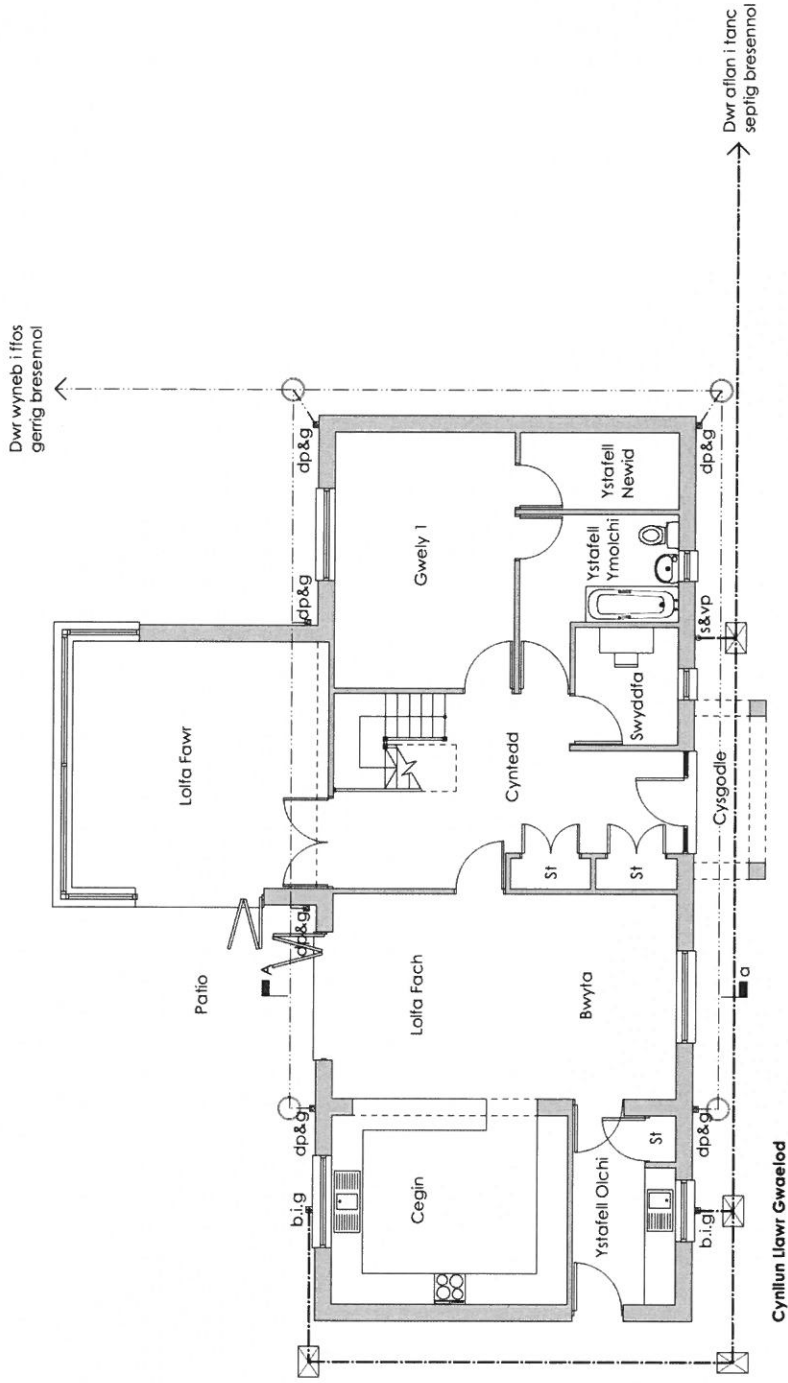 Dwr wyneb i ffos
gerrig bresennol
Dwr aflan i tanc
septig bresennol
Patio
Lolfa Fawr
dp&g
dp&g
dp&g
A
b.i.g
dp&g
Cegin
Lolfa Fach
Bwyta
Cyntedd
Gwely 1
Ystafell
Newid
Ystafell
Ymolchi
Swyddfa
St
St
Ystafell Olchi
St
b.i.g
dp&g
a
Cysgodle
s&vp
dp&g
Cynllun Llawr Gwaelod